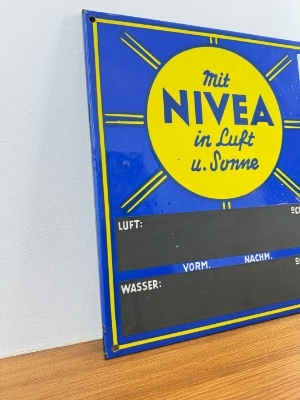 Mit
NIVEA
in Luft
u. Sonne
LUFT:
VORM. NACHM.
WASSER: